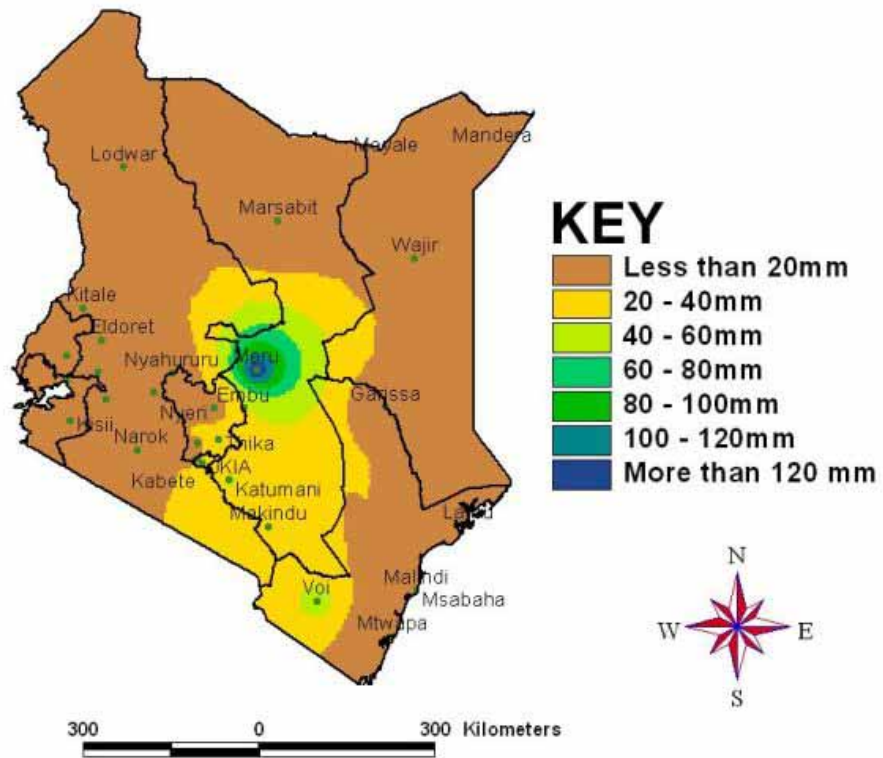 Mandera
Moyale
Lodwar
Marsabit
Wajir
KEY
Less than 20mm
20 - 40mm
40 - 60mm
60 - 80mm
80 - 100mm
100 - 120mm
More than 120 mm
Kitale
Eldoret
Nyahururu
Meru
Garissa
Embu
Nyeri
Kisii
Narok
Thika
JKIA
Kabete
Katumani
Makindu
Lamu
Voi
Malindi
Msabaha
Mtwapa
N
W
E
S
300
0
300 Kilometers